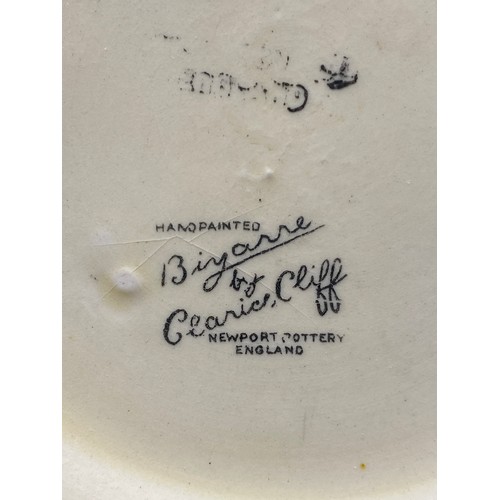 HANDPAINTED
Bizarre
by
Clarice Cliff
NEWPORT POTTERY
ENGLAND